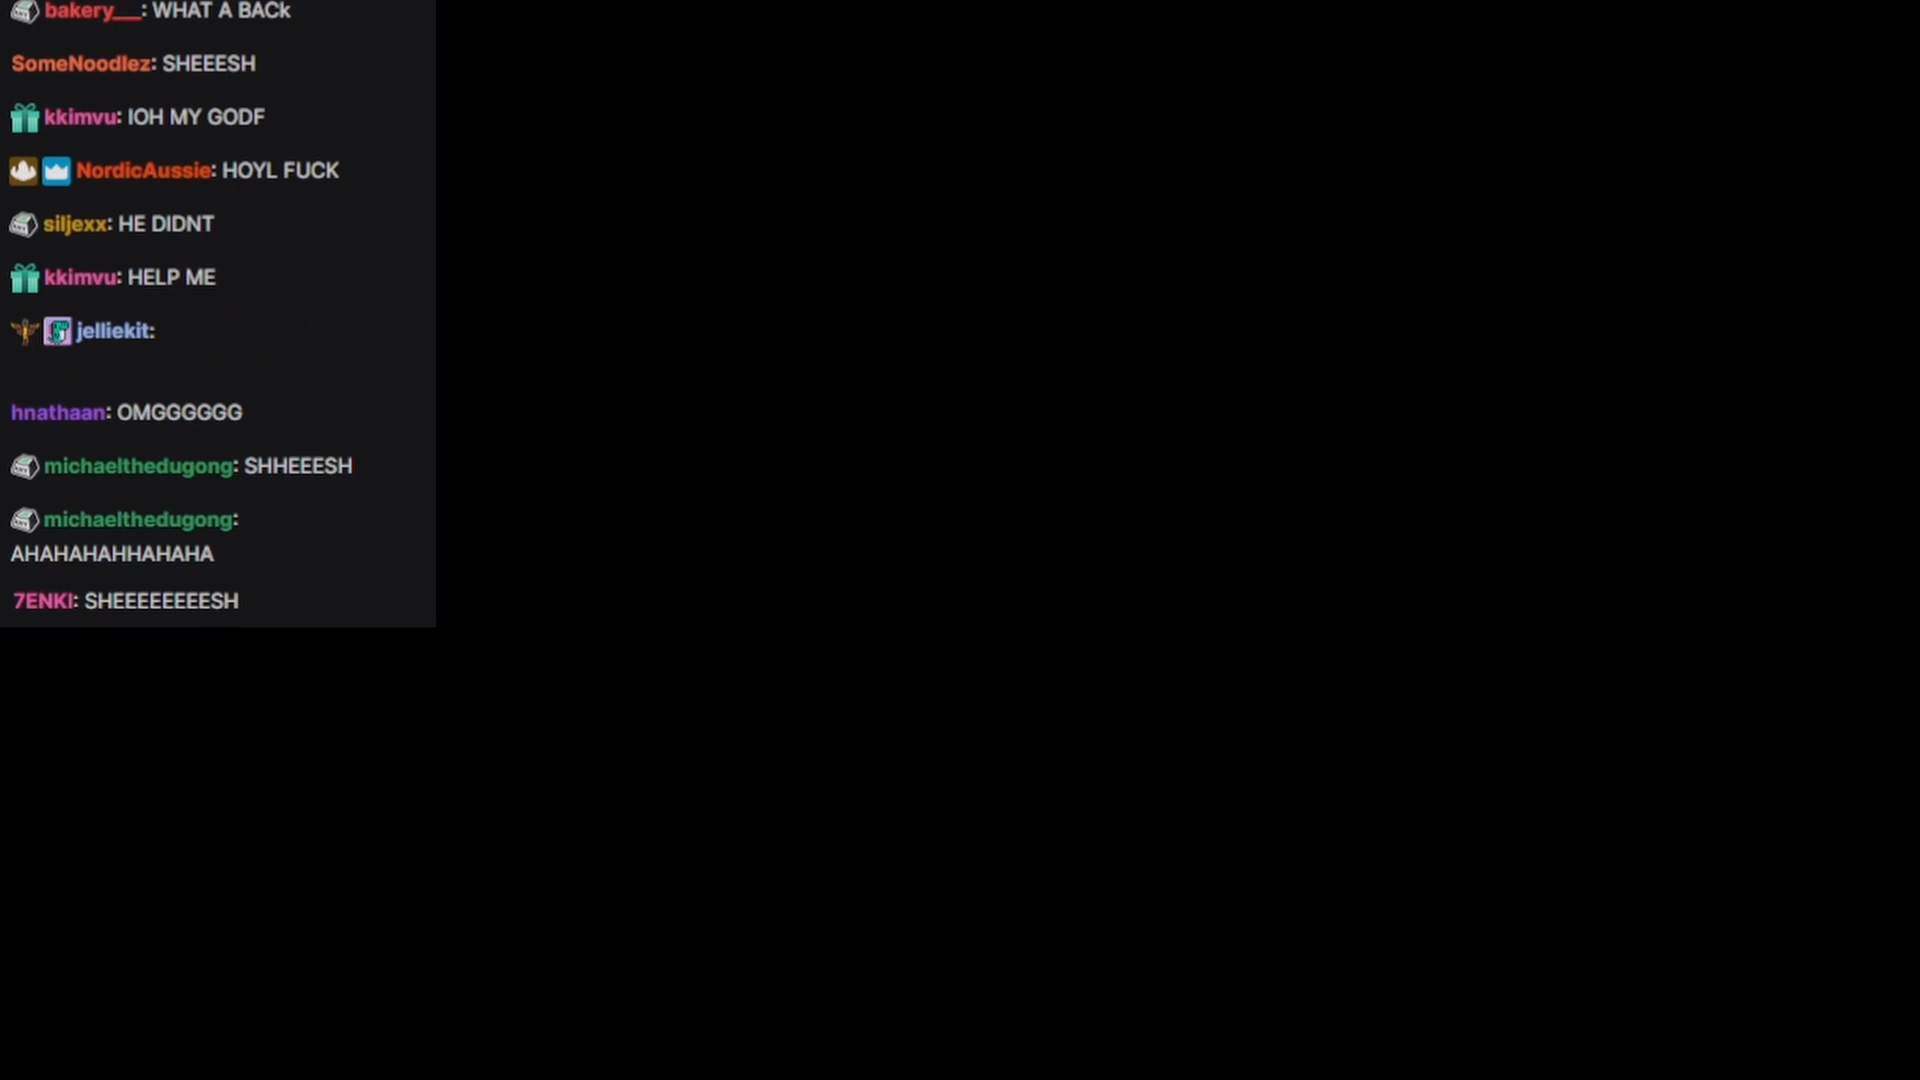 bakery__: WHAT A BACk
SomeNoodlez: SHEEESH
kkimvu: IOH MY GODF
NordicAussie: HOYL FUCK
siljexx: HE DIDNT
kkimvu: HELP ME
jelliekit:
hnathaan: OMGGGGGG
michaelthedugong: SHHEEESH
michaelthedugong:
AHAHAHAHHAHAHA
7ENKI: SHEEEEEEEESH